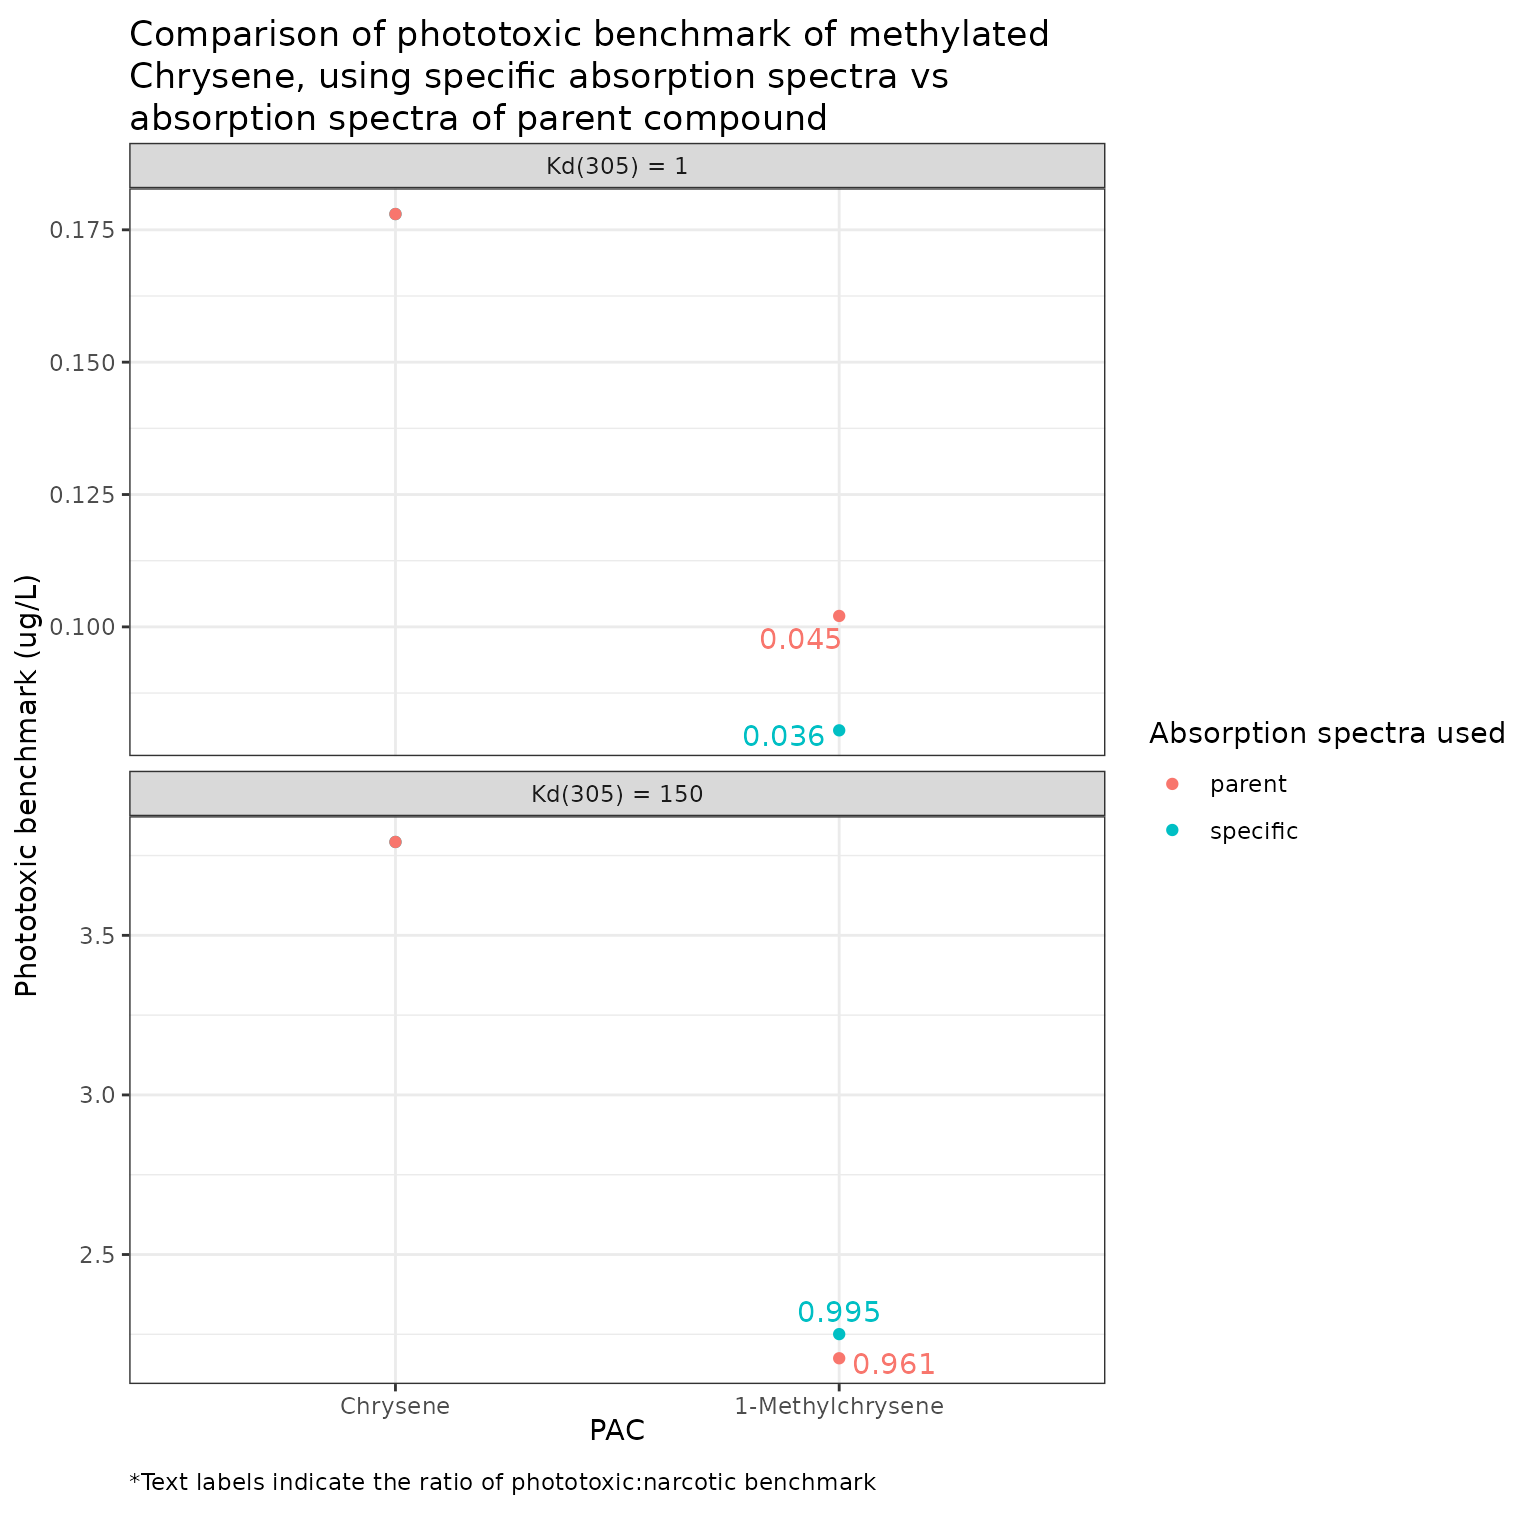 Comparison of phototoxic benchmark of methylated
Chrysene, using specific absorption spectra vs
absorption spectra of parent compound
Kd(305) = 1
0.175
0.150
0.125
0.100
0.045
0.036
Phototoxic benchmark (ug/L)
Kd(305) = 150
3.5
3.0
2.5
0.995
0.961
Chrysene
1-Methylchrysene
PAC
Absorption spectra used
parent
specific
*Text labels indicate the ratio of phototoxic:narcotic benchmark